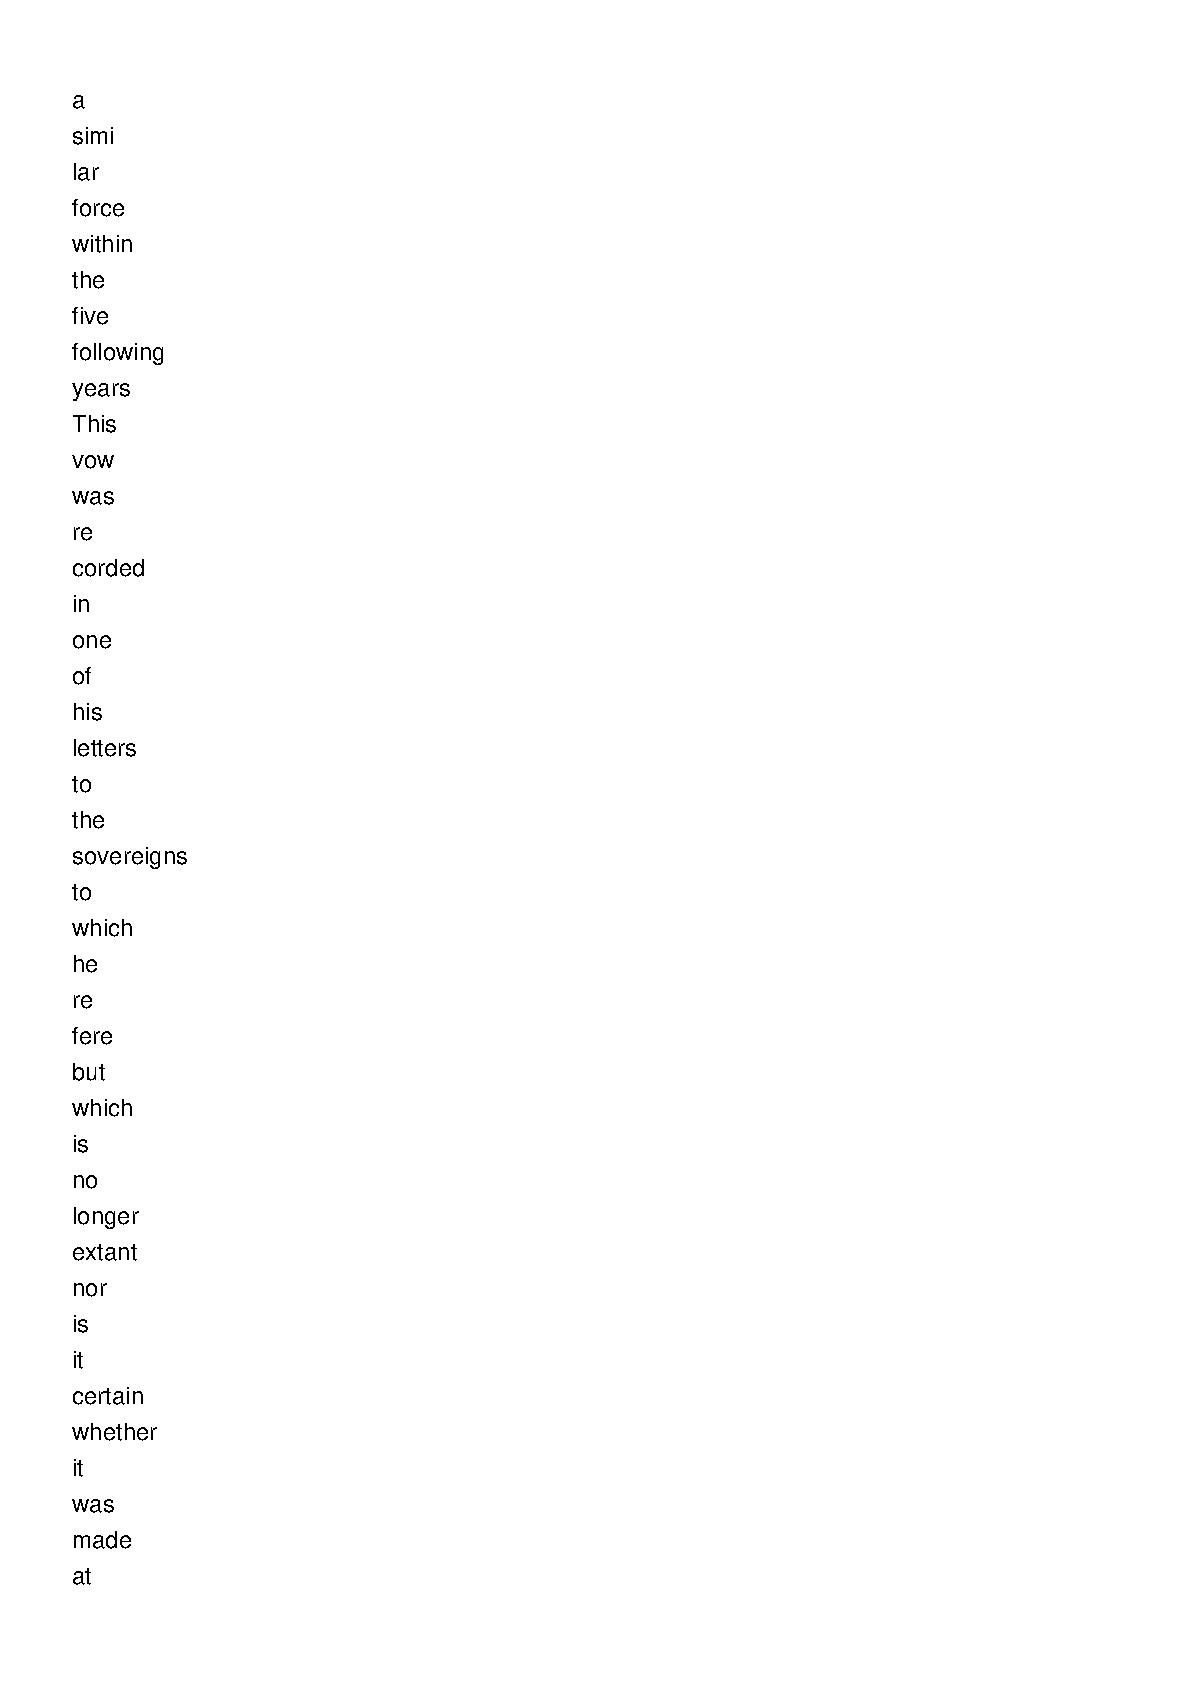 a
simi
lar
force
within
the
five
following
years
This
vow
was
re
corded
in
one
of
his
letters
to
the
sovereigns
to
which
he
re
fere
but
which
is
no
longer
extant
nor
is
it
certain
whether
it
was
made
at